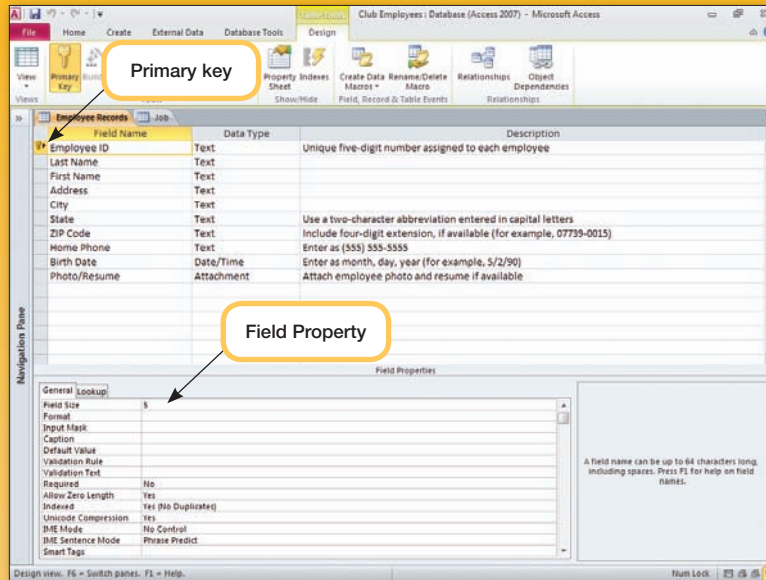 Table Tools Club Employees : Database (Access 2007) - Microsoft Access
File Home Create External Data Database Tools Design
View Primary Key Property Sheet Indexes Create Data Macros Rename/Delete Macro Relationships Object Dependencies
Views Show/Hide Field, Record & Table Events Relationships
Primary key
Employee Records Job
Field Name Data Type Description
Employee ID Text Unique five-digit number assigned to each employee
Last Name Text
First Name Text
Address Text
City Text
State Text Use a two-character abbreviation entered in capital letters
ZIP Code Text Include four-digit extension, if available (for example, 07739-0015)
Home Phone Text Enter as (555) 555-5555
Birth Date Date/Time Enter as month, day, year (for example, 5/2/90)
Photo/Resume Attachment Attach employee photo and resume if available
Navigation Pane
Field Property
Field Properties
General Lookup
Field Size 5
Format
Input Mask
Caption
Default Value
Validation Rule
Validation Text
Required No
Allow Zero Length Yes
Indexed Yes (No Duplicates)
Unicode Compression Yes
IME Mode No Control
IME Sentence Mode Phrase Predict
Smart Tags
A field name can be up to 64 characters long,
including spaces. Press F1 for help on field
names.
Design view. F6 = Switch panes. F1 = Help. Num Lock